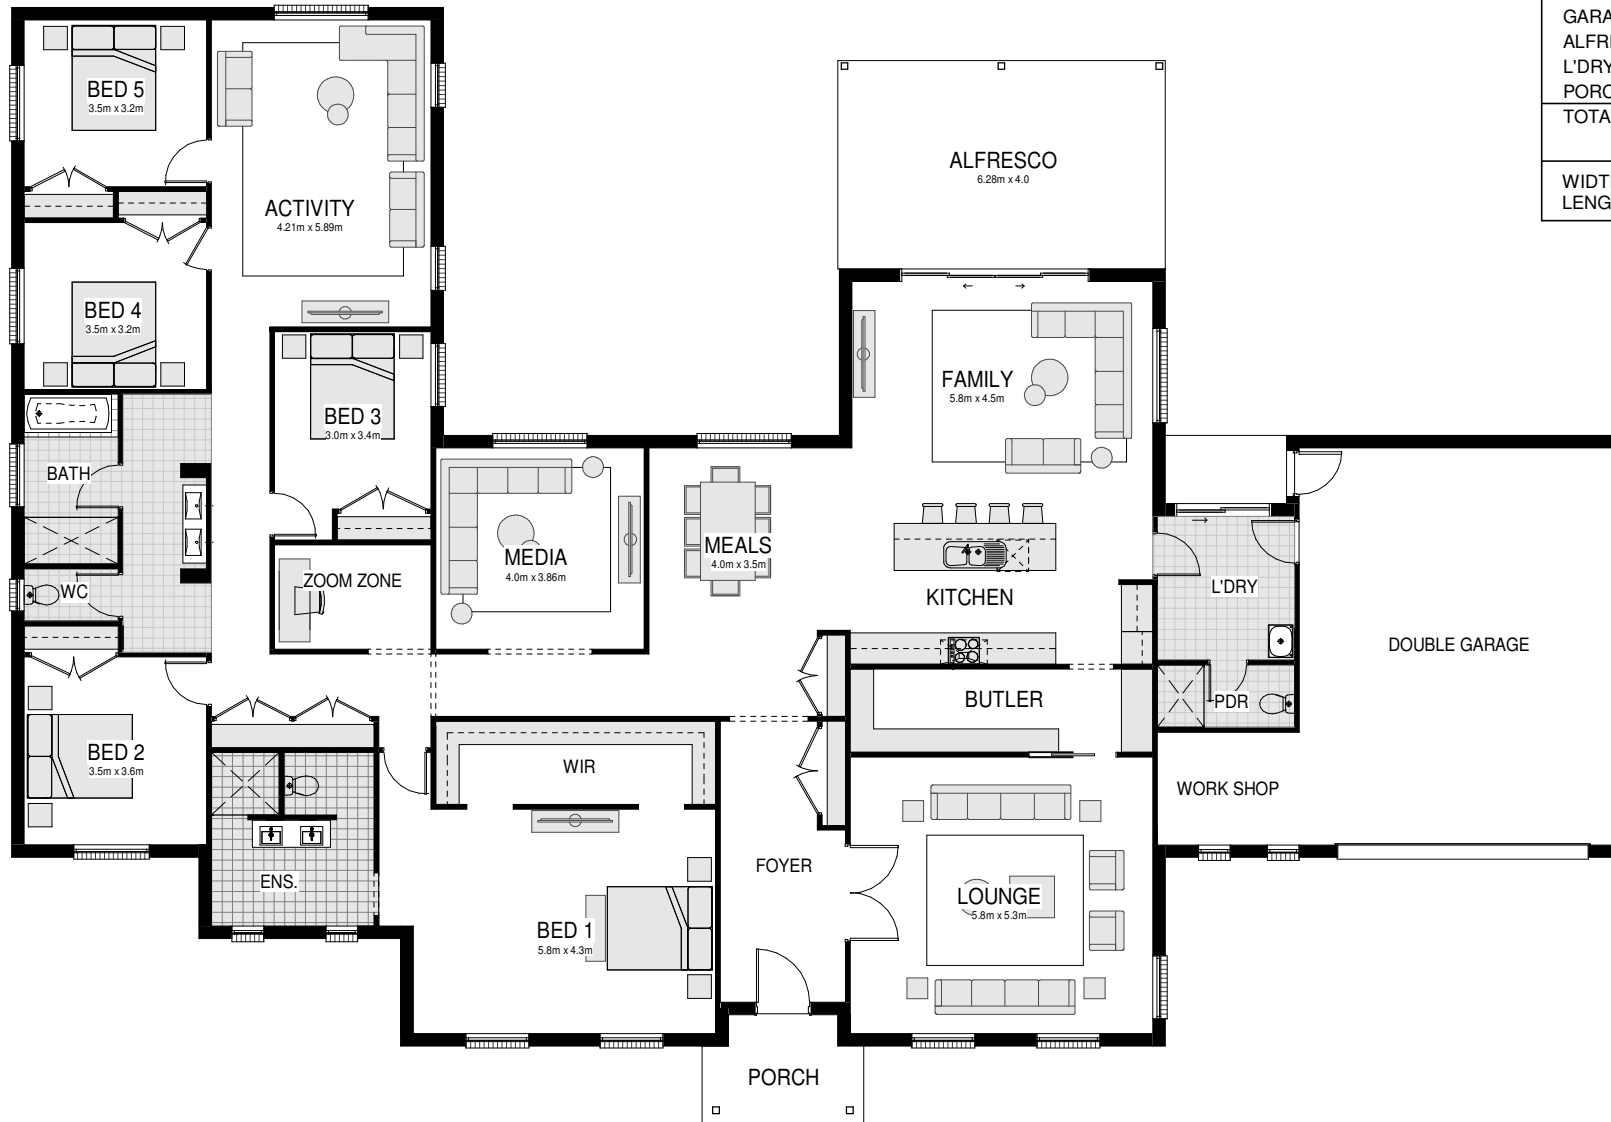 GARA
ALFRE
L'DRY
PORC
TOTA
WIDTH
LENG
BED 5
3.5m x 3.2m
ACTIVITY
4.21m x 5.89m
ALFRESCO
6.28m x 4.0
BED 4
3.5m x 3.2m
FAMILY
5.8m x 4.5m
BED 3
3.0m x 3.4m
BATH
MEDIA
4.0m x 3.86m
MEALS
4.0m x 3.5m
ZOOM ZONE
WC
KITCHEN
L'DRY
DOUBLE GARAGE
BUTLER
PDR
BED 2
3.5m x 3.6m
WIR
WORK SHOP
FOYER
ENS.
LOUNGE
5.8m x 5.3m
BED 1
5.8m x 4.3m
PORCH